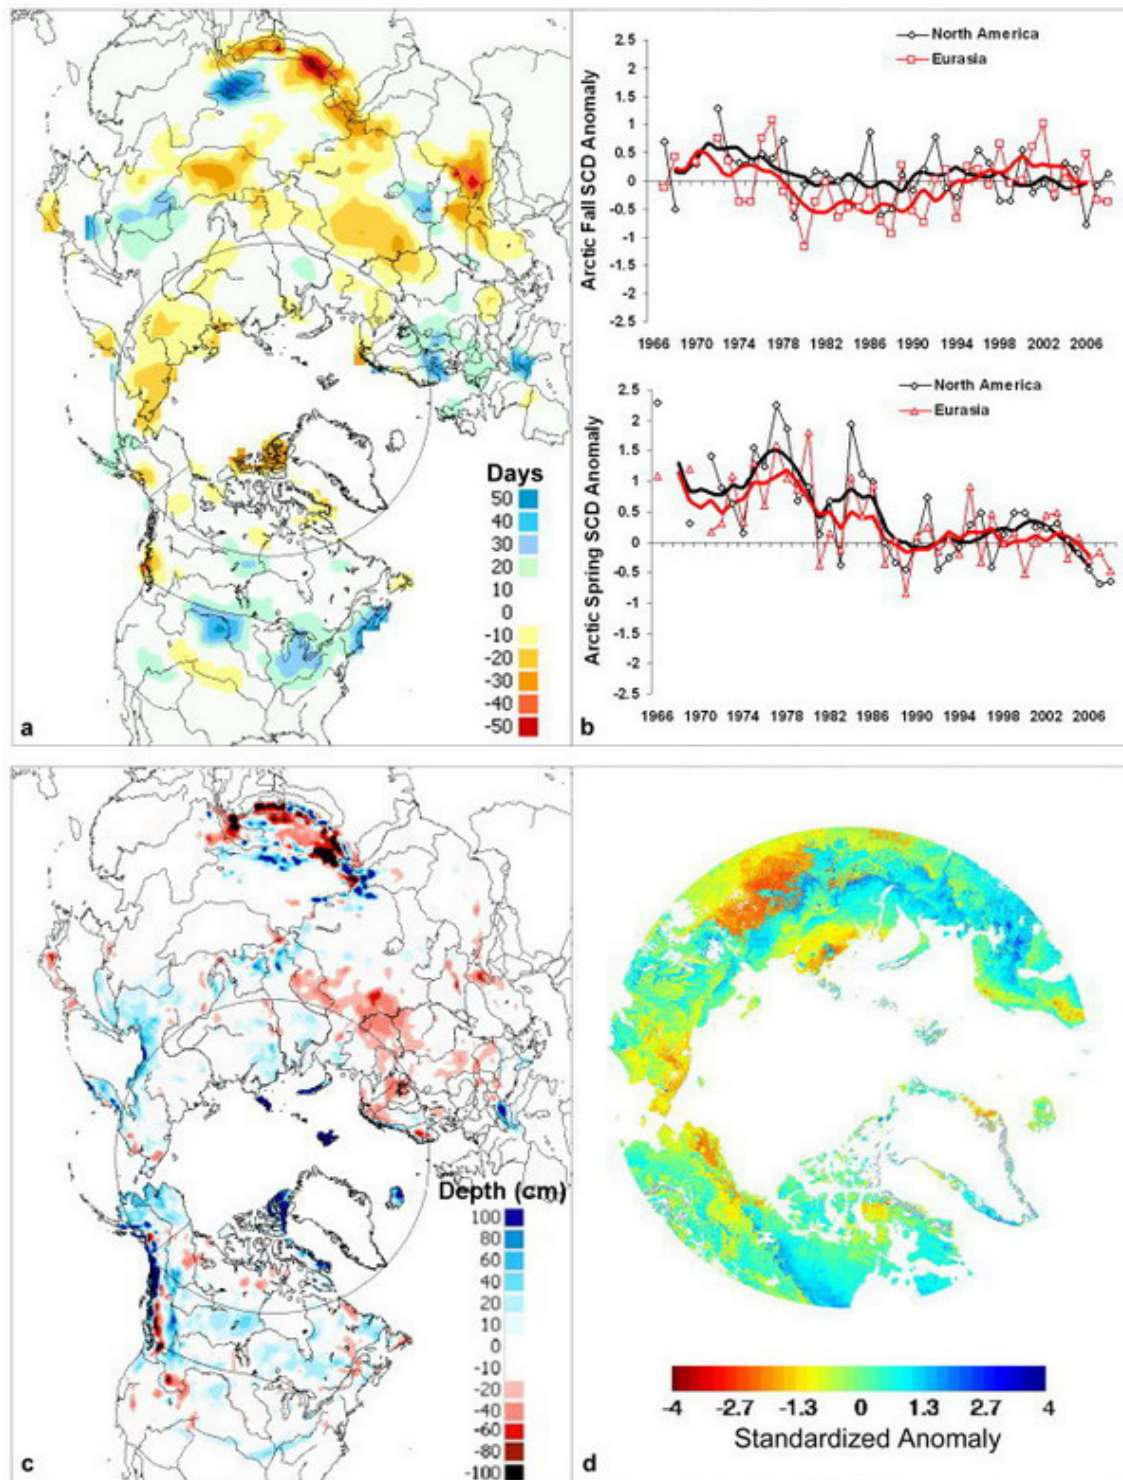 Days
50
40
30
20
10
0
-10
-20
-30
-40
-50
a
North America
Eurasia
Arctic Fall SCD Anomaly
2.5
2
1.5
1
0.5
0
-0.5
-1
-1.5
-2
-2.5
1966 1970 1974 1978 1982 1986 1990 1994 1998 2002 2006
North America
Eurasia
Arctic Spring SCD Anomaly
2.5
2
1.5
1
0.5
0
-0.5
-1
-1.5
-2
-2.5
1966 1970 1974 1978 1982 1986 1990 1994 1998 2002 2006
b
Depth (cm)
100
80
60
40
20
10
0
-10
-20
-40
-60
-80
-100
c
-4 -2.7 -1.3 0 1.3 2.7 4
Standardized Anomaly
d